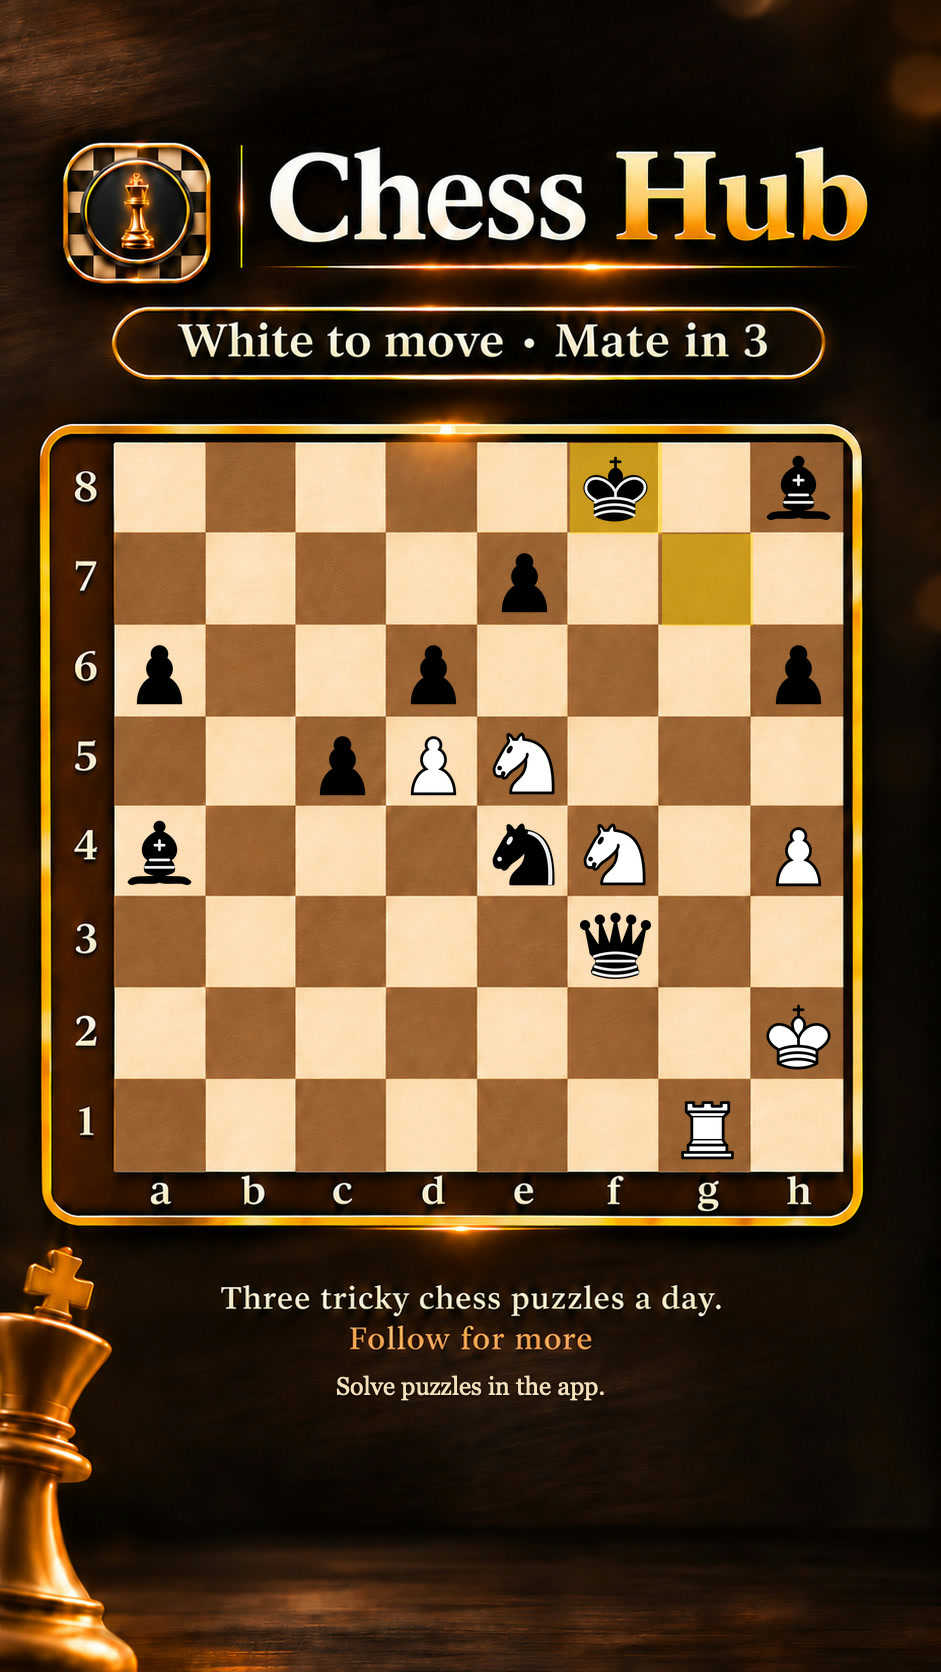 Chess Hub
White to move • Mate in 3
8
7
6
5
4
3
2
1
a b c d e f g h
Three tricky chess puzzles a day.
Follow for more
Solve puzzles in the app.